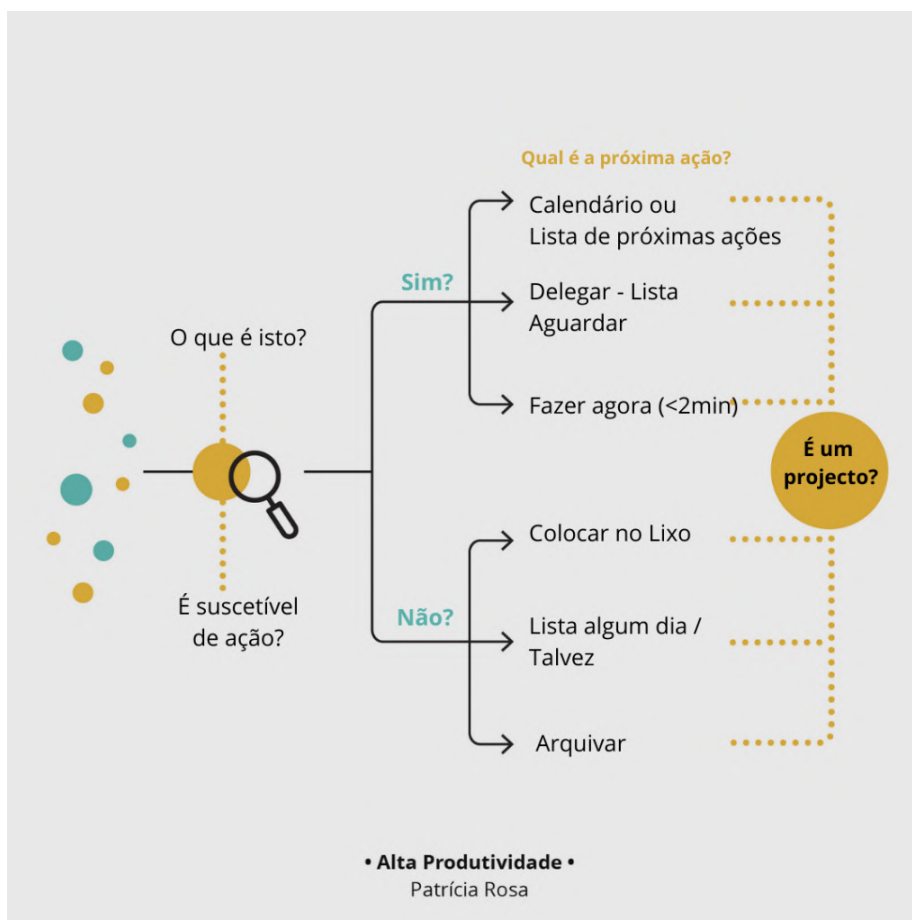 Qual é a próxima ação?
Calendário ou
Lista de próximas ações
Sim?
Delegar - Lista
Aguardar
O que é isto?
Fazer agora (<2min)
É um
projecto?
Colocar no Lixo
É suscetível
de ação?
Não?
Lista algum dia /
Talvez
Arquivar
• Alta Produtividade •
Patrícia Rosa